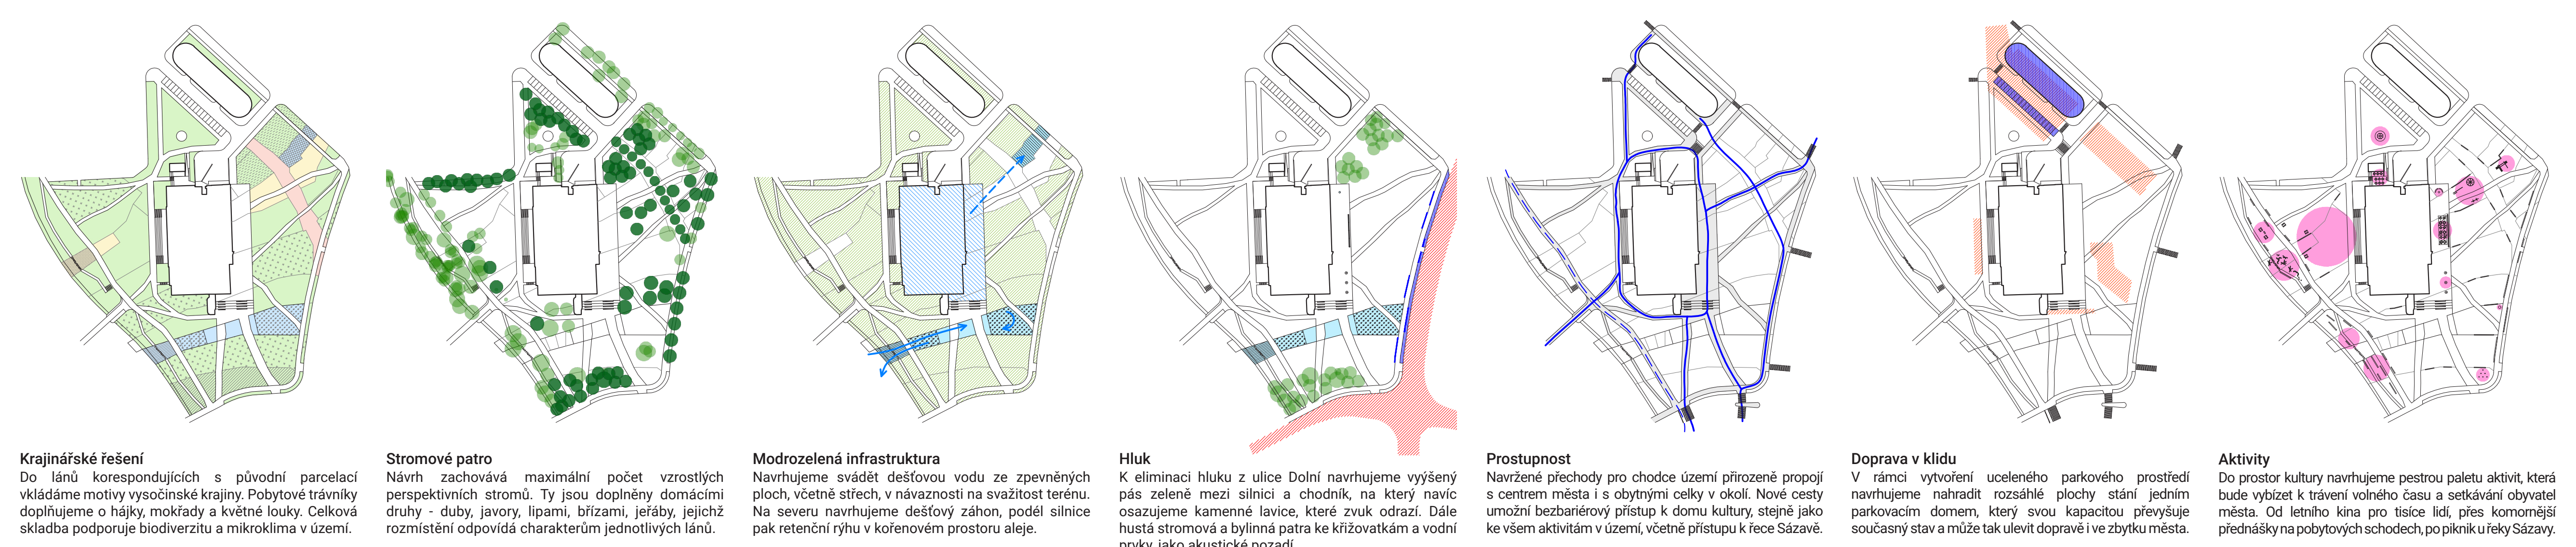 Krajinářské řešení
Do lánů korespondujících s původní parcelací
vkládáme motivy vysočinské krajiny. Pobytové trávníky
doplňujeme o hájky, mokřady a květné louky. Celková
skladba podporuje biodiverzitu a mikroklima v území.
Stromové patro
Návrh zachovává maximální počet vzrostlých
perspektivních stromů. Ty jsou doplněny domácími
druhy - duby, javory, lipami, břízami, jeřáby, jejichž
rozmístění odpovídá charakterům jednotlivých lánů.
Modrozelená infrastruktura
Navrhujeme svádět dešťovou vodu ze zpevněných
ploch, včetně střech, v návaznosti na svažitost terénu.
Na severu navrhujeme dešťový záhon, podél silnice
pak retenční rýhu v kořenovém prostoru aleje.
Hluk
K eliminaci hluku z ulice Dolní navrhujeme vyýšený
pás zeleně mezi silnici a chodník, na který navíc
osazujeme kamenné lavice, které zvuk odrazí. Dále
hustá stromová a bylinná patra ke křižovatkám a vodní
prvky, jako akustické pozadí.
Prostupnost
Navržené přechody pro chodce území přirozeně propojí
s centrem města i s obytnými celky v okolí. Nové cesty
umožní bezbariérový přístup k domu kultury, stejně jako
ke všem aktivitám v území, včetně přístupu k řece Sázavě.
Doprava v klidu
V rámci vytvoření uceleného parkového prostředí
navrhujeme nahradit rozsáhlé plochy stání jedním
parkovacím domem, který svou kapacitou převyšuje
současný stav a může tak ulevit dopravě i ve zbytku města.
Aktivity
Do prostor kultury navrhujeme pestrou paletu aktivit, která
bude vybízet k trávení volného času a setkávání obyvatel
města. Od letního kina pro tisíce lidí, přes komornější
přednášky na pobytových schodech, po piknik u řeky Sázavy.